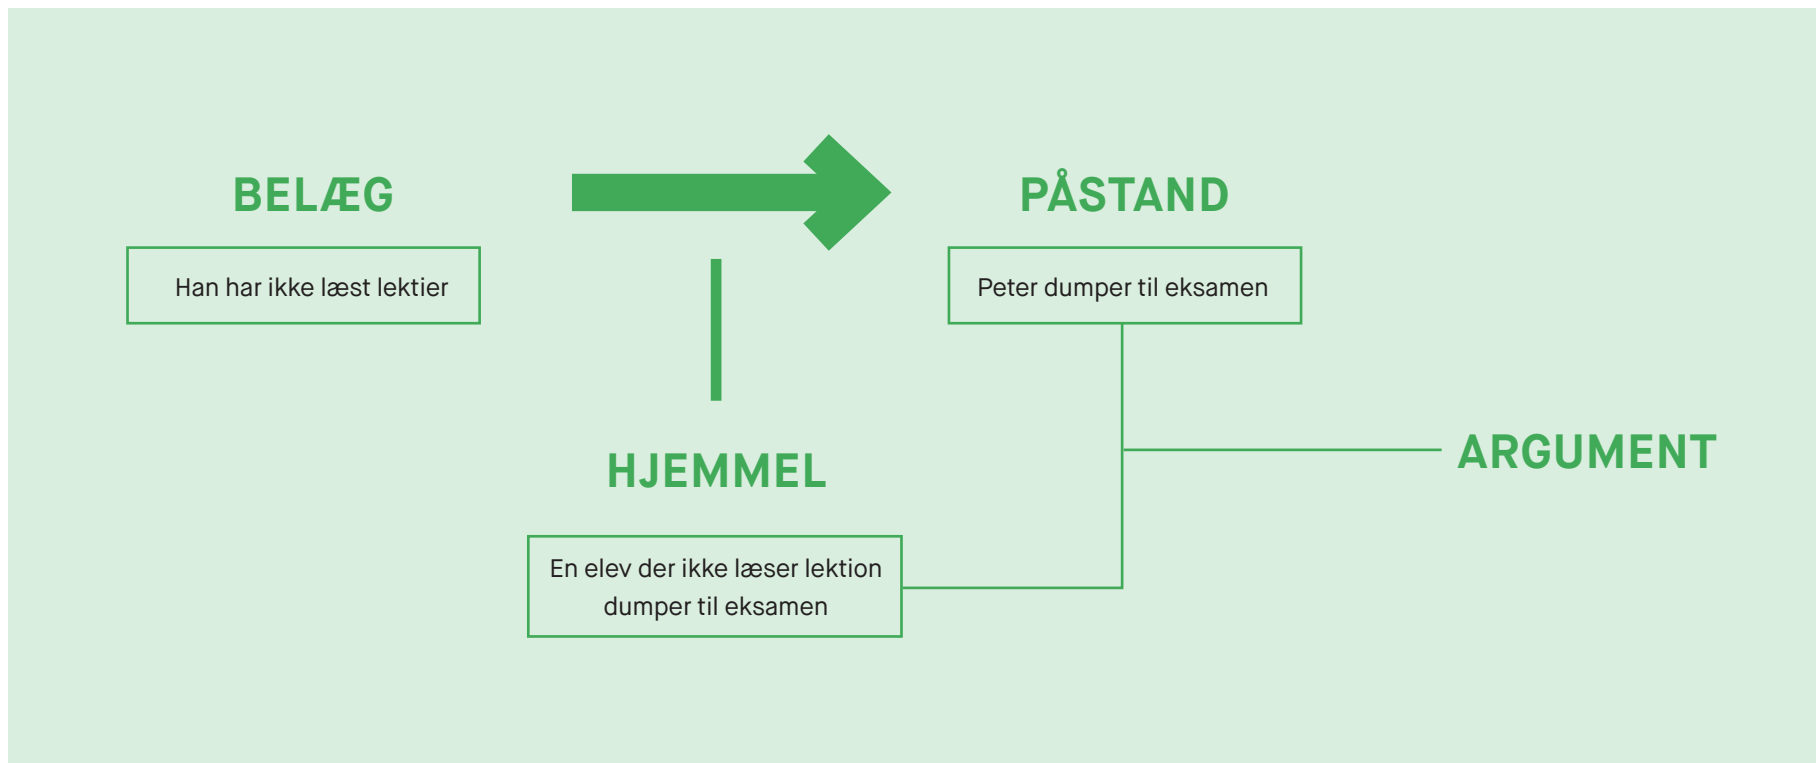 BELÆG
PÅSTAND
Han har ikke læst lektier
Peter dumper til eksamen
ARGUMENT
HJEMMEL
En elev der ikke læser lektion
dumper til eksamen